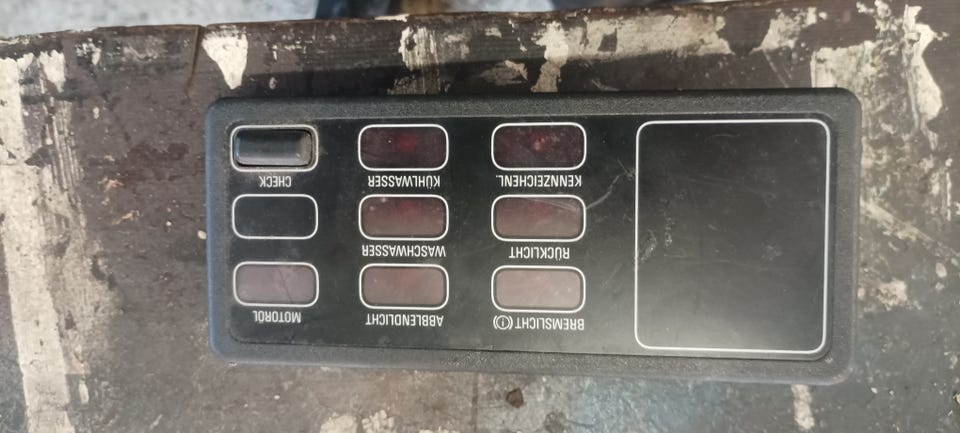 BREMSLICHT (!)
ABBLENDLICHT
MOTORÖL
RÜCKLICHT
WASCHWASSER
KENNZEICHENL.
KÜHLWASSER
CHECK